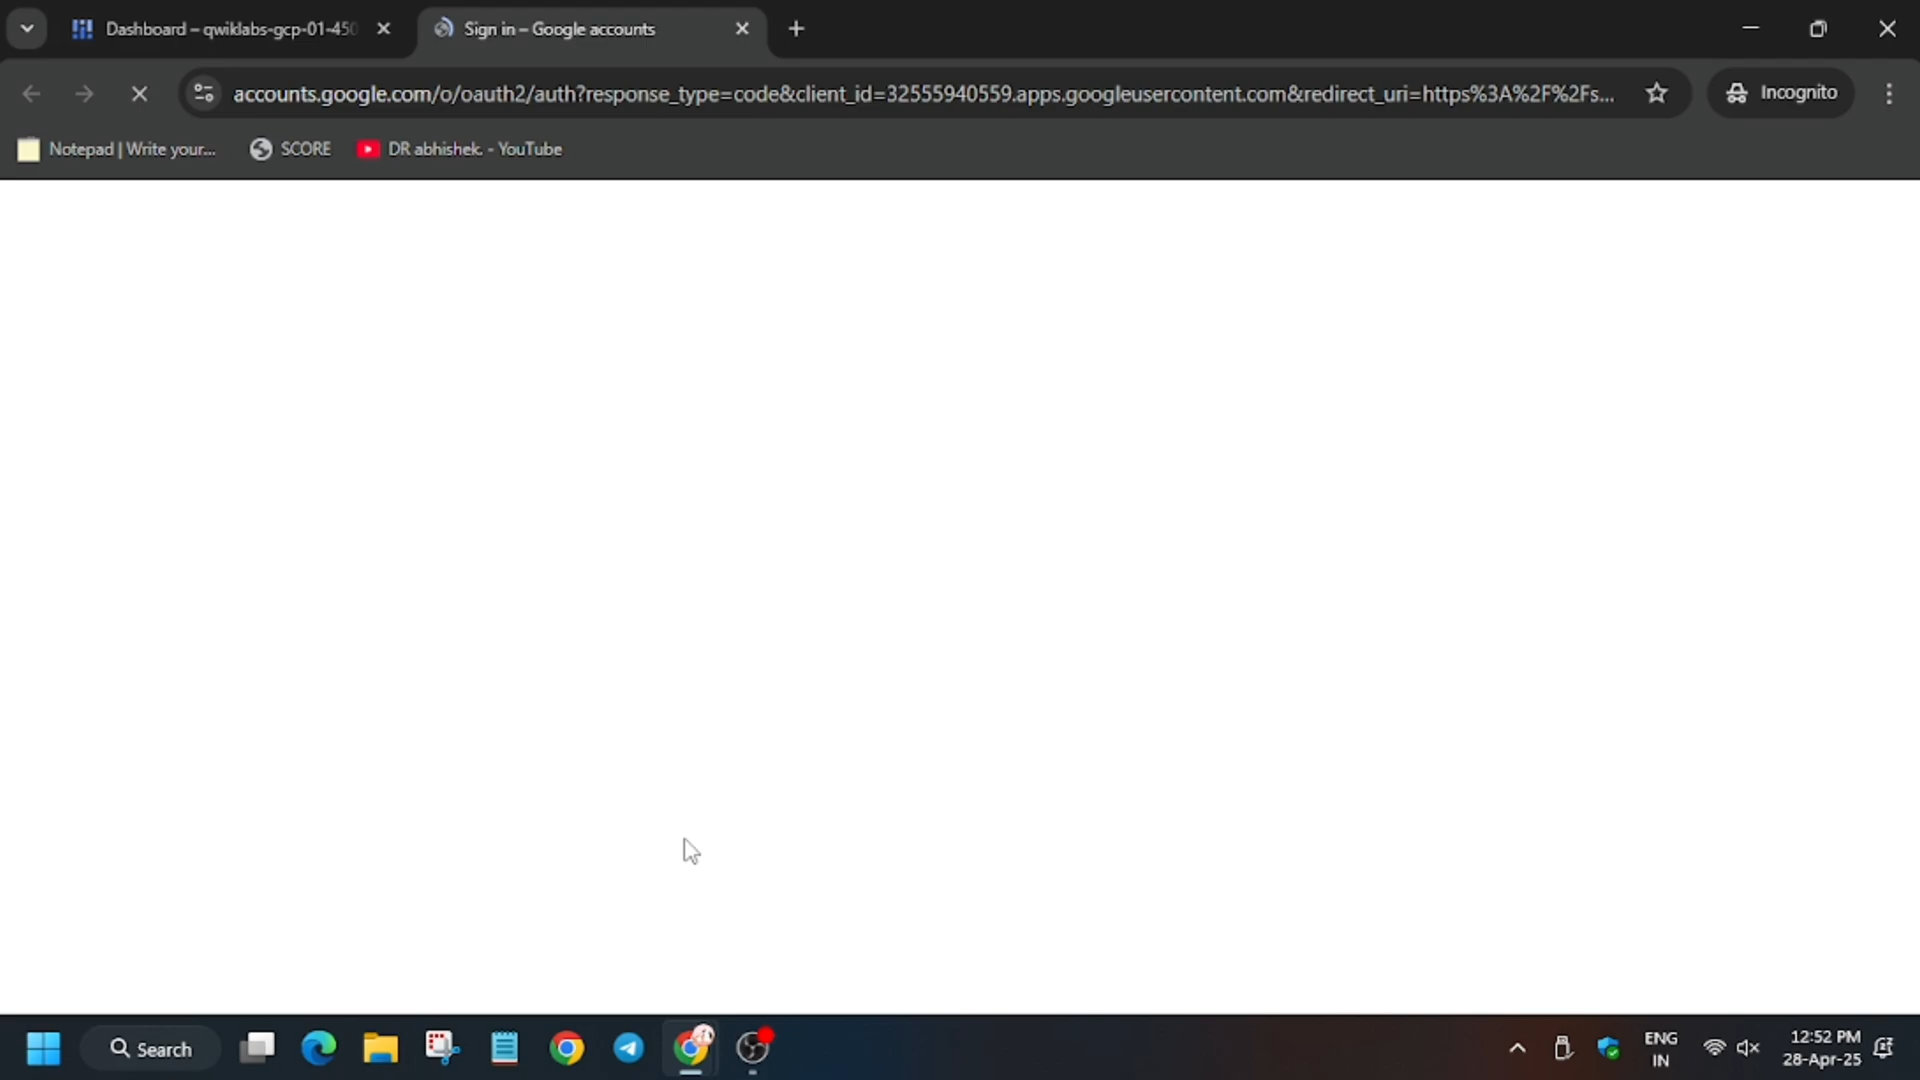 Dashboard – qwiklabs-gcp-01-450
Sign in – Google accounts
accounts.google.com/o/oauth2/auth?response_type=code&client_id=32555940559.apps.googleusercontent.com&redirect_uri=https%3A%2F%2Fs...
Incognito
Notepad | Write your...
SCORE
DR abhishek. - YouTube
Search
ENG
IN
12:52 PM
28-Apr-25